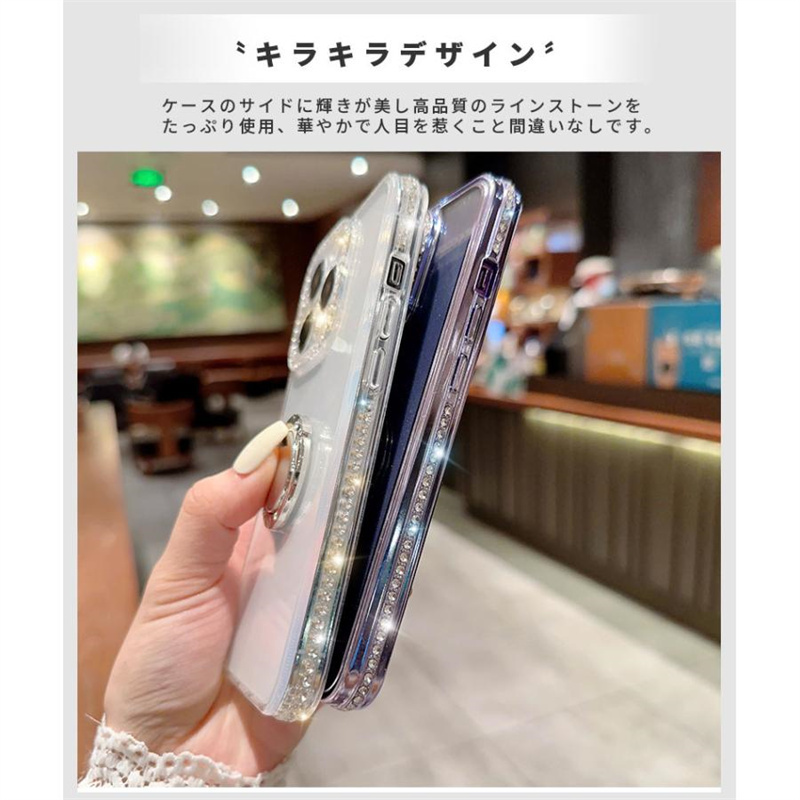 〝キラキラデザイン〞
ケースのサイドに輝きが美し高品質のラインストーンを
たっぷり使用、華やかで人目を惹くこと間違いなしです。